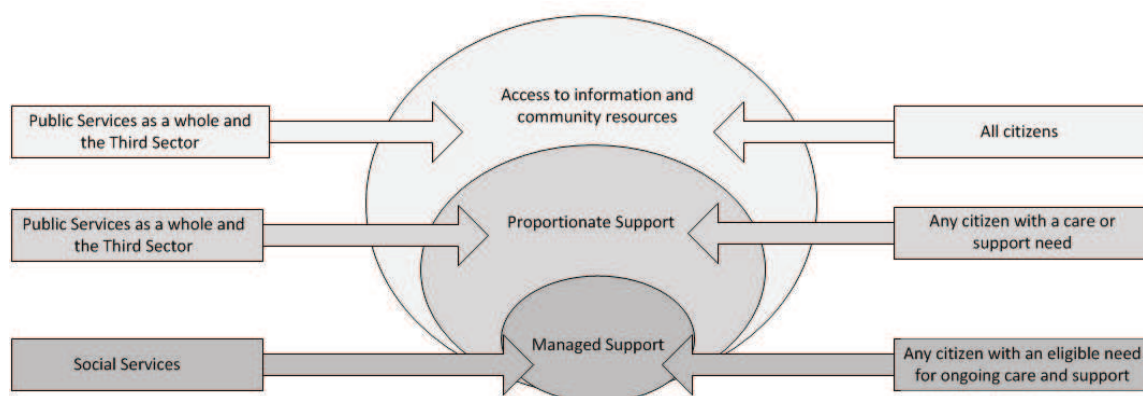 Access to information and
community resources
Public Services as a whole and
the Third Sector
All citizens
Public Services as a whole and
the Third Sector
Proportionate Support
Any citizen with a care or
support need
Social Services
Managed Support
Any citizen with an eligible need
for ongoing care and support